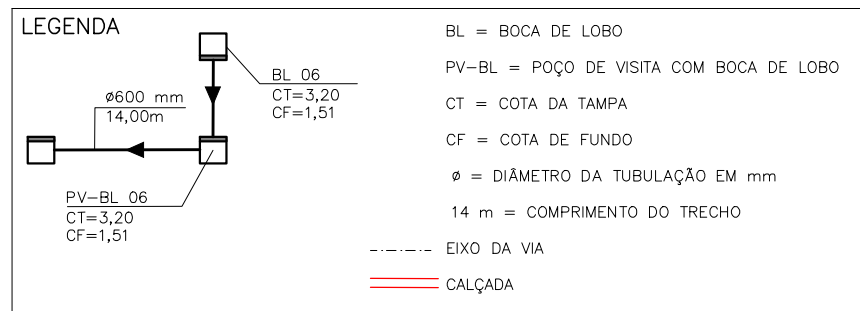 LEGENDA
BL 06
CT=3,20
CF=1,51
ø600 mm
14,00m
PV-BL 06
CT=3,20
CF=1,51
BL = BOCA DE LOBO
PV-BL = POÇO DE VISITA COM BOCA DE LOBO
CT = COTA DA TAMPA
CF = COTA DE FUNDO
ø = DIÂMETRO DA TUBULAÇÃO EM mm
14 m = COMPRIMENTO DO TRECHO
EIXO DA VIA
CALÇADA